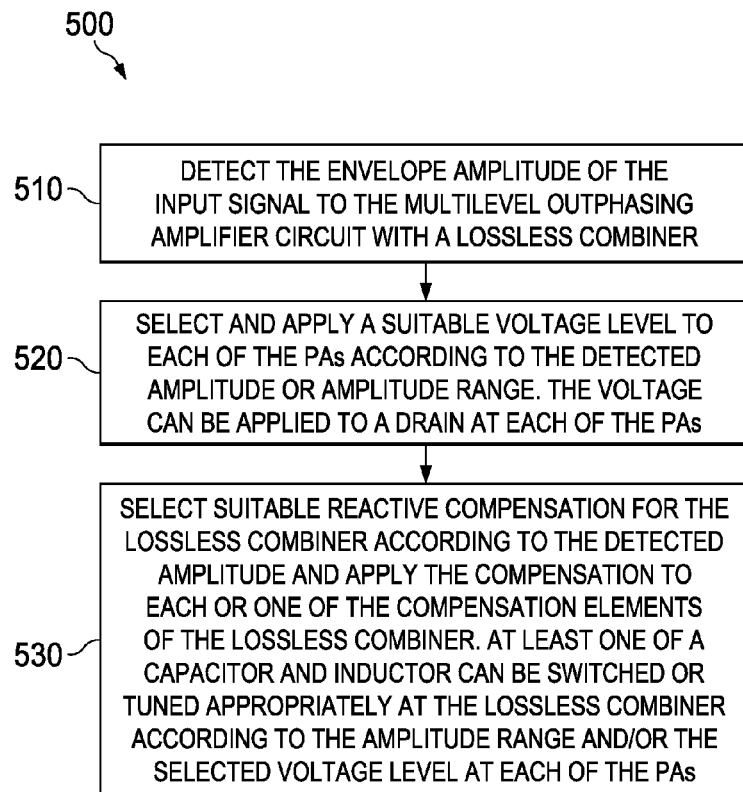 500
510
DETECT THE ENVELOPE AMPLITUDE OF THE
INPUT SIGNAL TO THE MULTILEVEL OUTPHASING
AMPLIFIER CIRCUIT WITH A LOSSLESS COMBINER
520
SELECT AND APPLY A SUITABLE VOLTAGE LEVEL TO
EACH OF THE PAs ACCORDING TO THE DETECTED
AMPLITUDE OR AMPLITUDE RANGE. THE VOLTAGE
CAN BE APPLIED TO A DRAIN AT EACH OF THE PAs
530
SELECT SUITABLE REACTIVE COMPENSATION FOR THE
LOSSLESS COMBINER ACCORDING TO THE DETECTED
AMPLITUDE AND APPLY THE COMPENSATION TO
EACH OR ONE OF THE COMPENSATION ELEMENTS
OF THE LOSSLESS COMBINER. AT LEAST ONE OF A
CAPACITOR AND INDUCTOR CAN BE SWITCHED OR
TUNED APPROPRIATELY AT THE LOSSLESS COMBINER
ACCORDING TO THE AMPLITUDE RANGE AND/OR THE
SELECTED VOLTAGE LEVEL AT EACH OF THE PAs